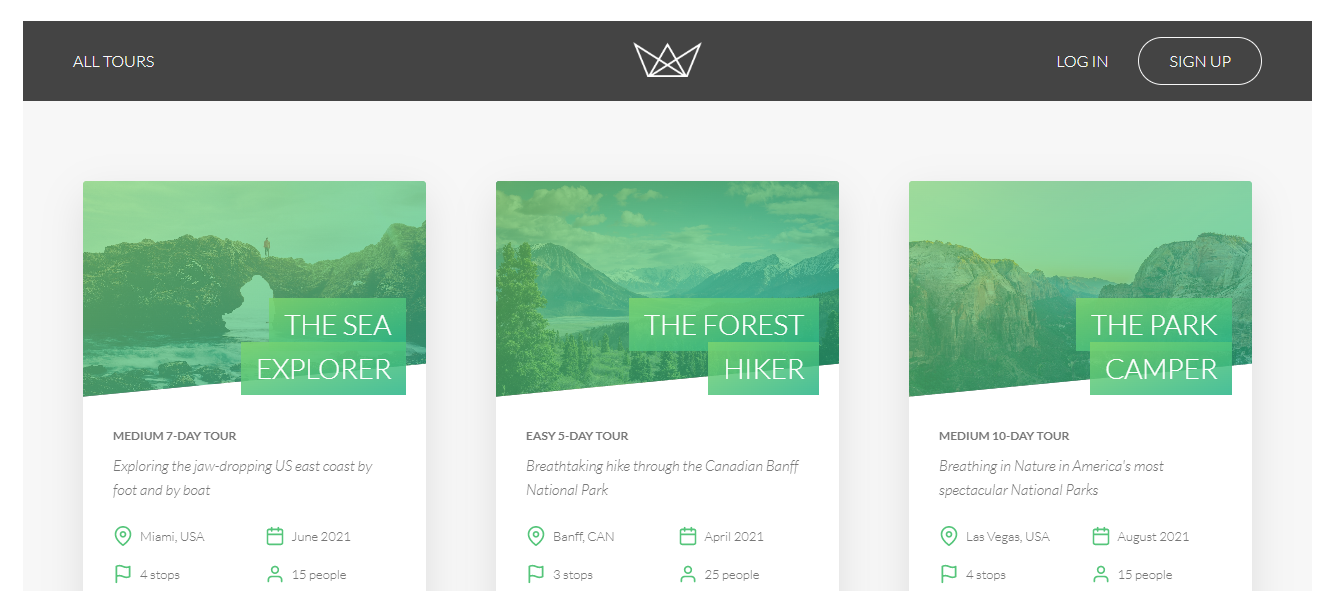 ALL TOURS
LOG IN
SIGN UP
THE SEA
EXPLORER
MEDIUM 7-DAY TOUR
Exploring the jaw-dropping US east coast by
foot and by boat
Miami, USA
June 2021
4 stops
15 people
THE FOREST
HIKER
EASY 5-DAY TOUR
Breathtaking hike through the Canadian Banff
National Park
Banff, CAN
April 2021
3 stops
25 people
THE PARK
CAMPER
MEDIUM 10-DAY TOUR
Breathing in Nature in America's most
spectacular National Parks
Las Vegas, USA
August 2021
4 stops
15 people